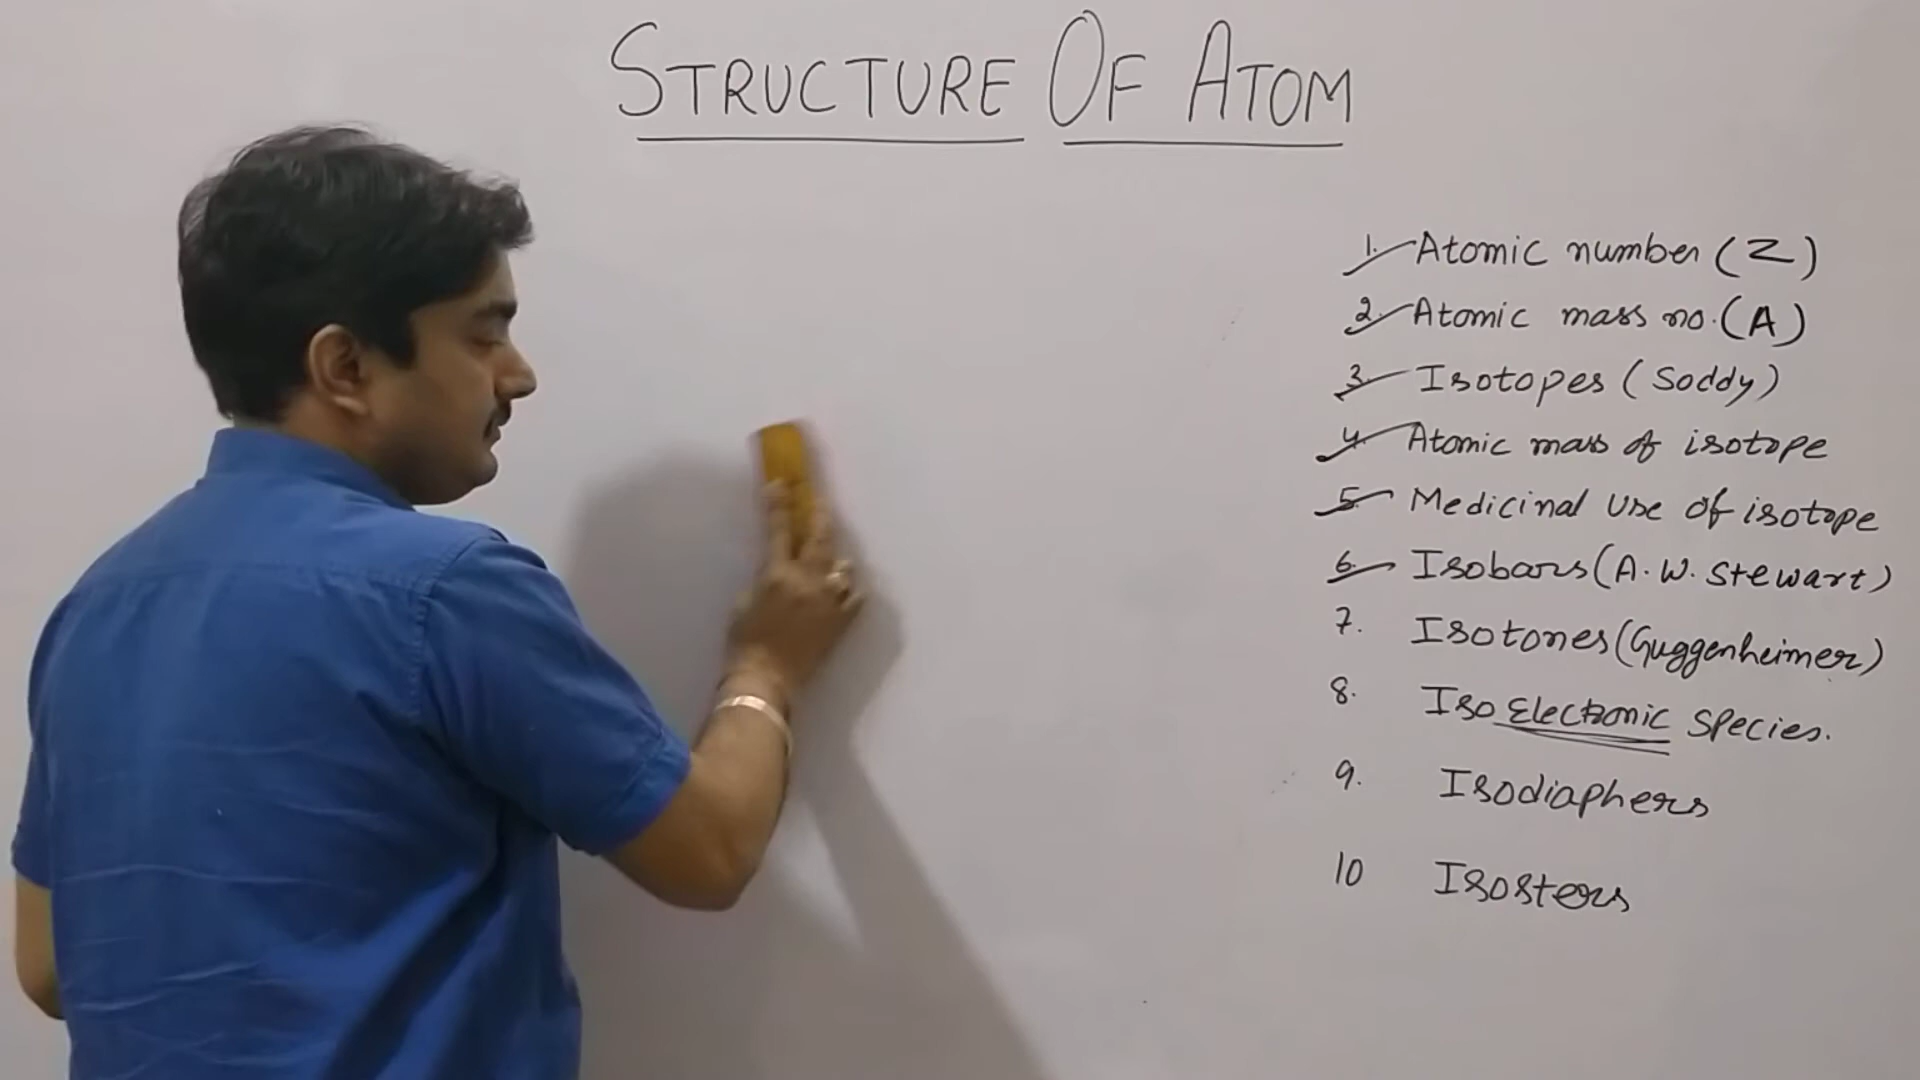 STRUCTURE OF ATOM
1. Atomic number (Z)
2. Atomic mass no. (A)
3. Isotopes (Soddy)
4. Atomic mass of isotope
5. Medicinal Use of isotope
6. Isobars (A. W. Stewart)
7. Isotones (Guggenheimer)
8. Iso Electronic Species.
9. Isodiaphers
10 Isosters